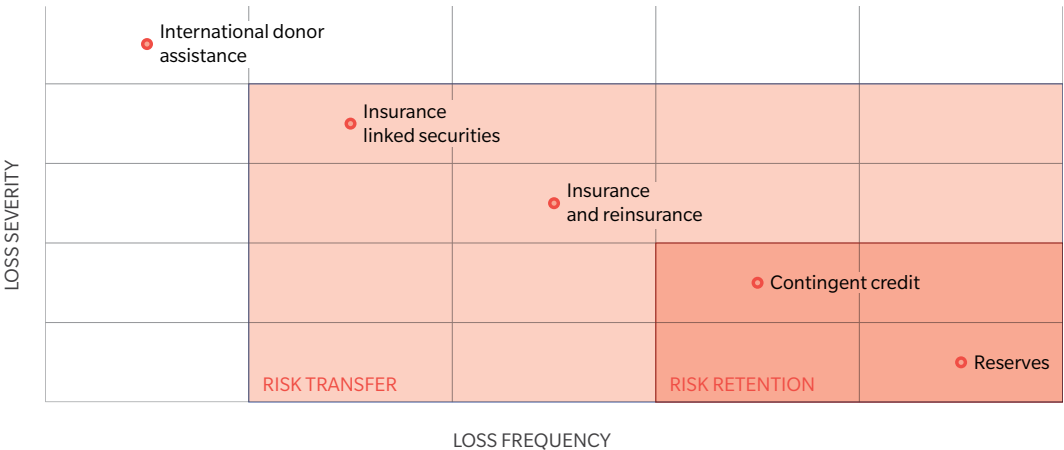 International donor
assistance
Insurance
linked securities
Insurance
and reinsurance
Contingent credit
Reserves
RISK TRANSFER
RISK RETENTION
LOSS SEVERITY
LOSS FREQUENCY